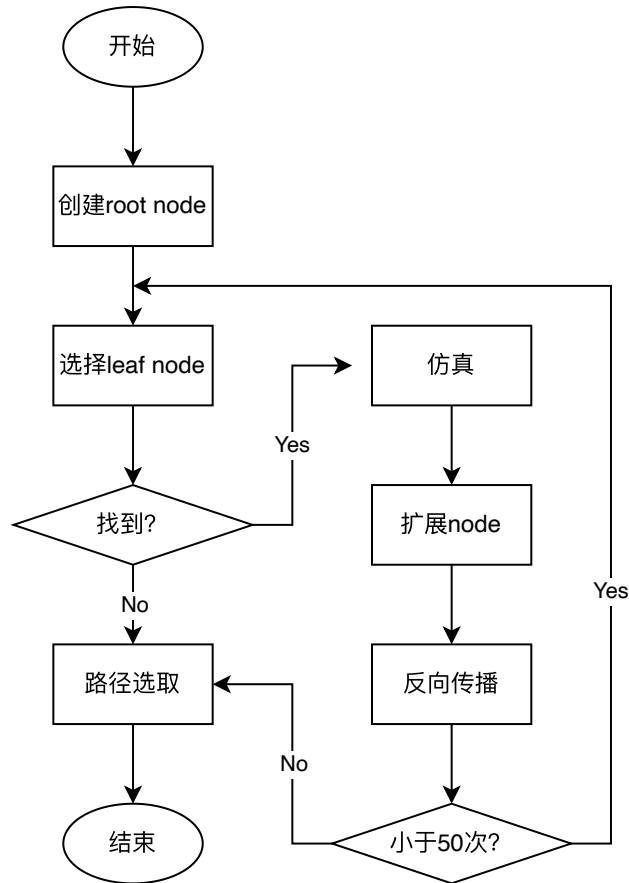 开始
创建root node
选择leaf node
仿真
Yes
找到?
扩展node
No
Yes
路径选取
反向传播
No
结束
小于50次?